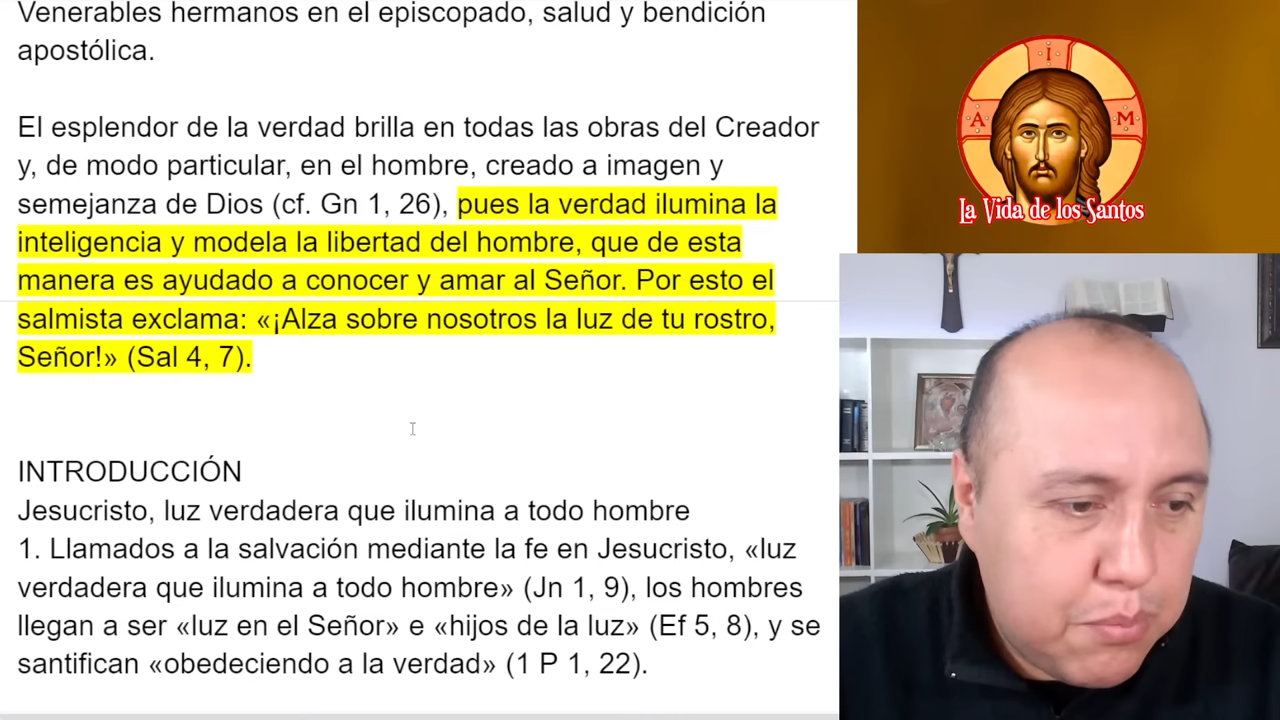 Venerables hermanos en el episcopado, salud y bendición
apostólica.
El esplendor de la verdad brilla en todas las obras del Creador
y, de modo particular, en el hombre, creado a imagen y
semejanza de Dios (cf. Gn 1, 26), pues la verdad ilumina la
inteligencia y modela la libertad del hombre, que de esta
manera es ayudado a conocer y amar al Señor. Por esto el
salmista exclama: «¡Alza sobre nosotros la luz de tu rostro,
Señor!» (Sal 4, 7).
INTRODUCCIÓN
Jesucristo, luz verdadera que ilumina a todo hombre
1. Llamados a la salvación mediante la fe en Jesucristo, «luz
verdadera que ilumina a todo hombre» (Jn 1, 9), los hombres
llegan a ser «luz en el Señor» e «hijos de la luz» (Ef 5, 8), y se
santifican «obedeciendo a la verdad» (1 P 1, 22).
I
A M
La Vida de los Santos